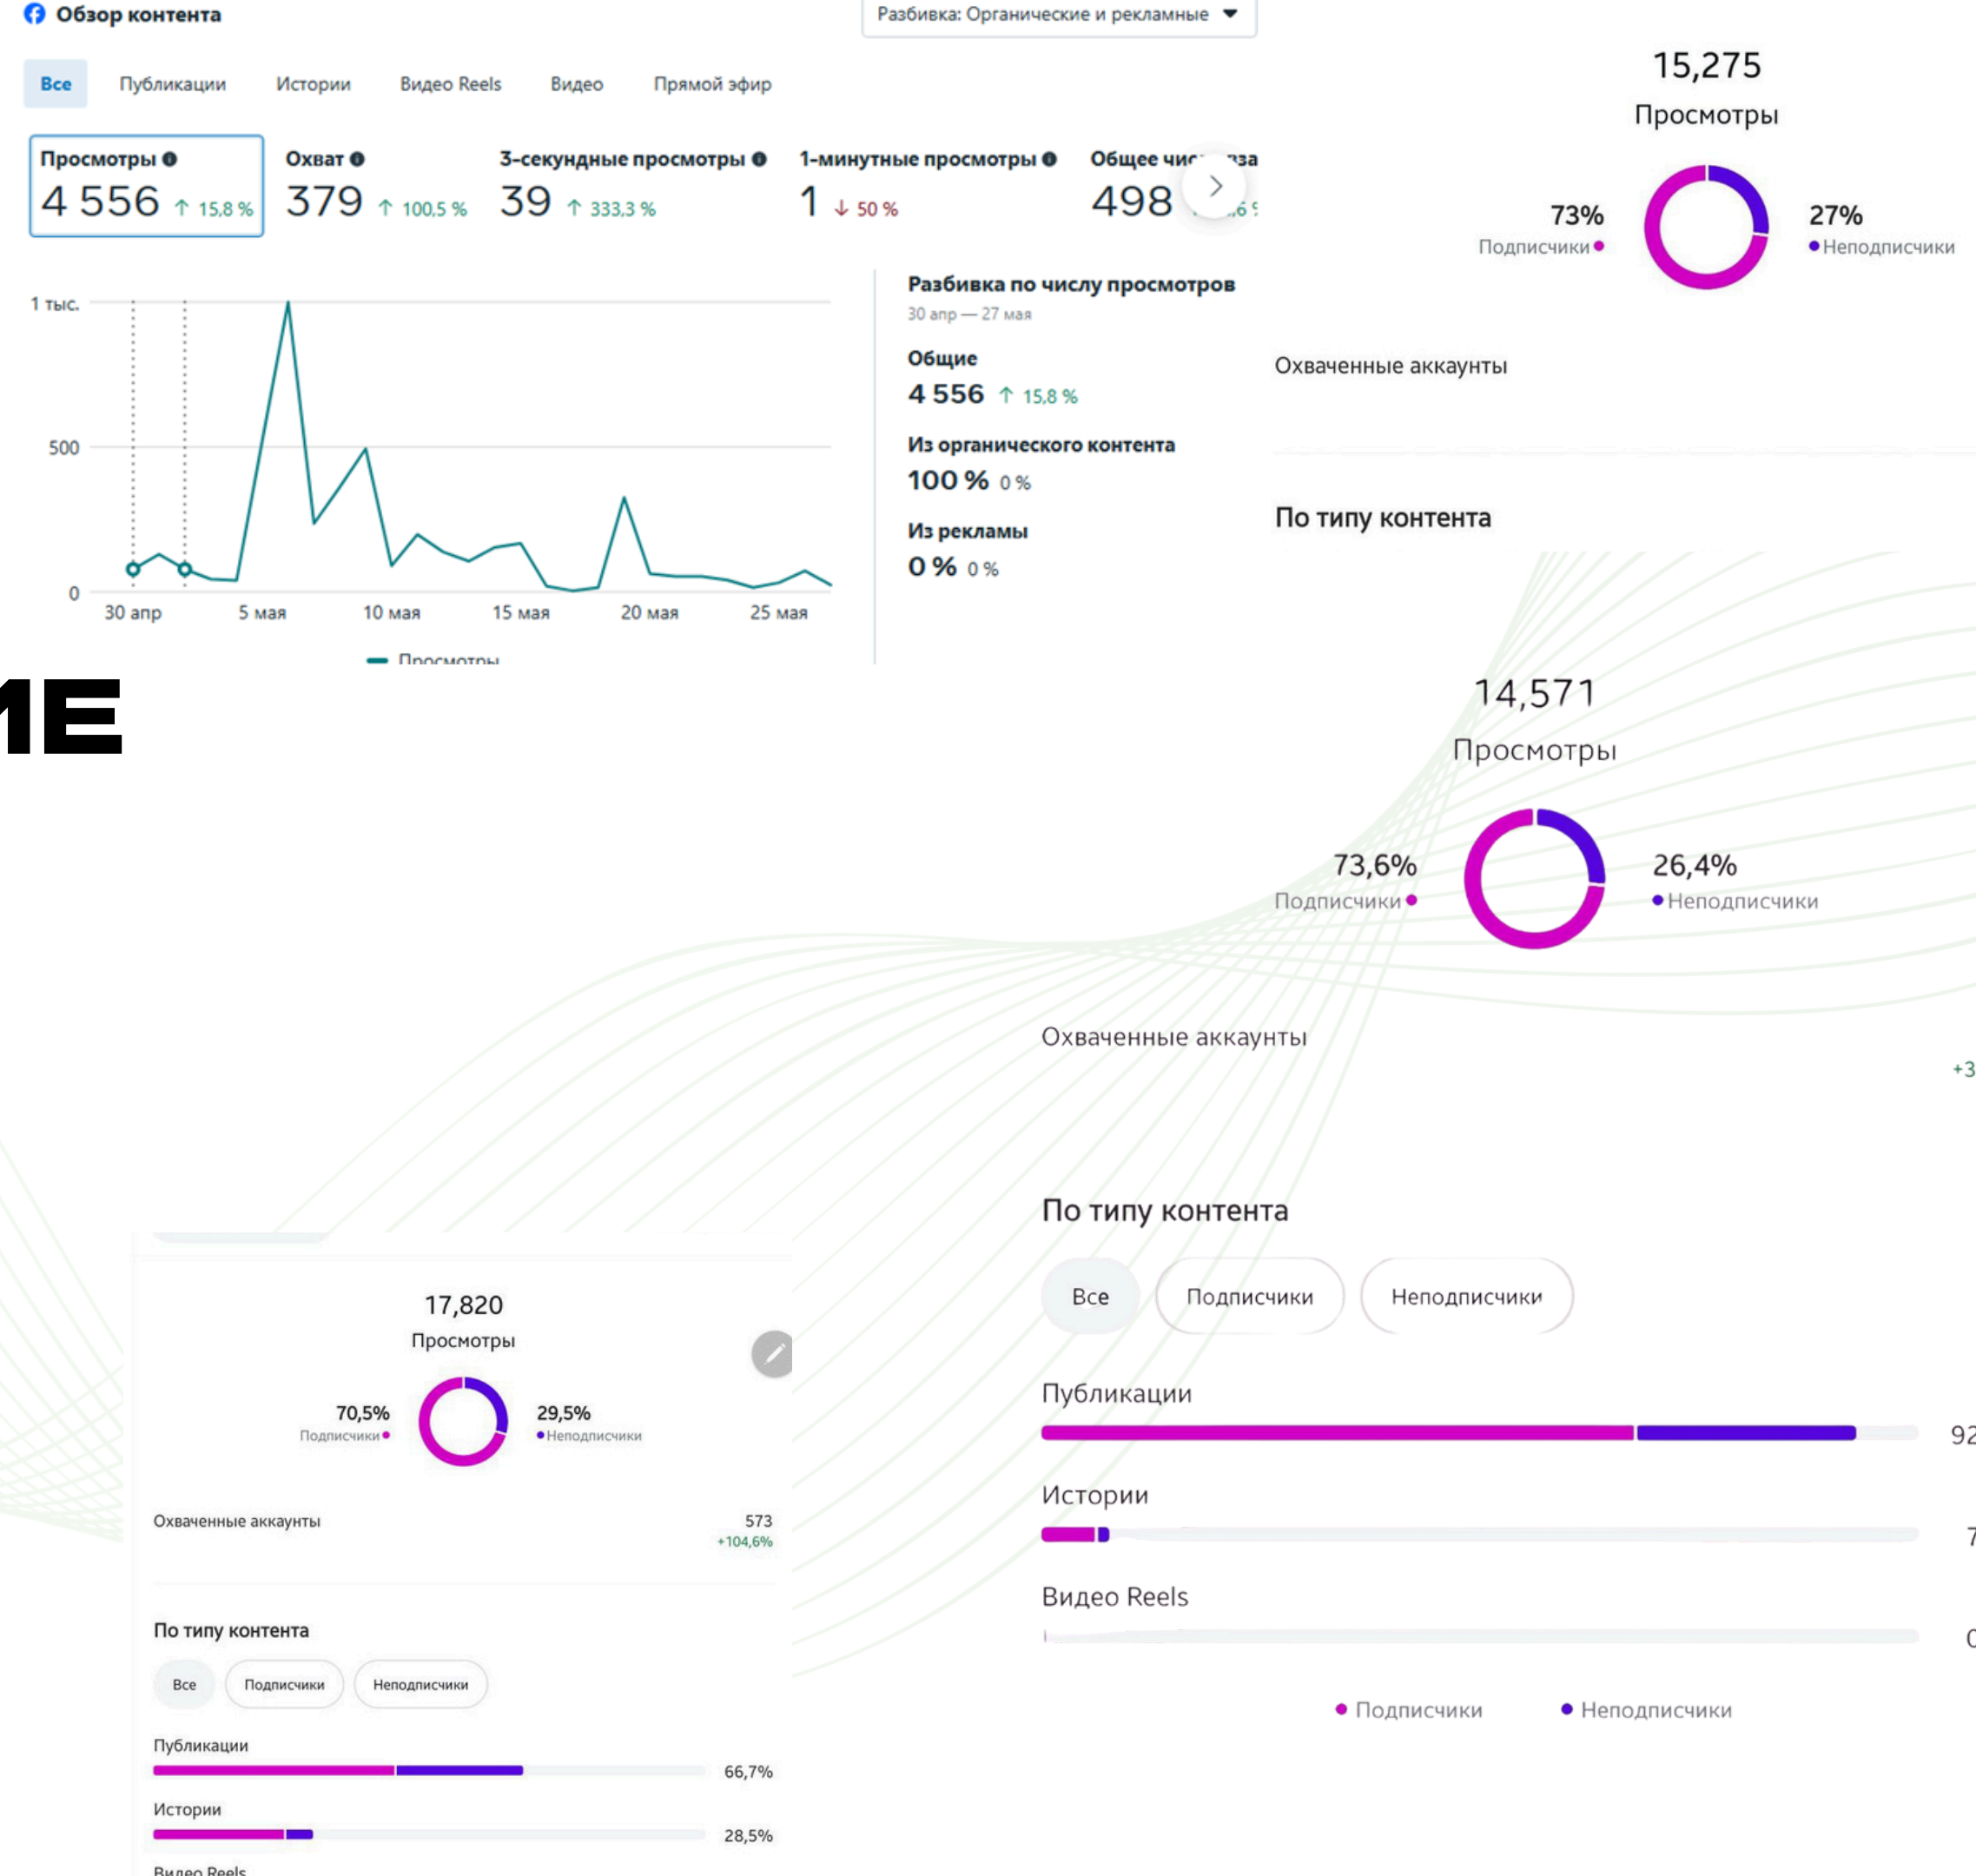 Обзор контента
Разбивка: Органические и рекламные
Все Публикации Истории Видео Reels Видео Прямой эфир
Просмотры Охват 3-секундные просмотры 1-минутные просмотры Общее
4 556 ↑ 15,8 % 379 ↑ 100,5 % 39 ↑ 333,3 % 1 ↓ 50 % 498
1 тыс.
500
0
30 апр 5 мая 10 мая 15 мая 20 мая 25 мая
Просмотры
Разбивка по числу просмотров
30 апр — 27 мая
Общие
4 556 ↑ 15,8 %
Из органического контента
100 % 0 %
Из рекламы
0 % 0 %
15,275
Просмотры
73% 27%
Подписчики Неподписчики
Охваченные аккаунты
По типу контента
14,571
Просмотры
73,6% 26,4%
Подписчики Неподписчики
Охваченные аккаунты
+3
По типу контента
Все Подписчики Неподписчики
Публикации
92
Истории
7
Видео Reels
0
Подписчики Неподписчики
17,820
Просмотры
70,5% 29,5%
Подписчики Неподписчики
Охваченные аккаунты 573
+104,6%
По типу контента
Все Подписчики Неподписчики
Публикации
66,7%
Истории
28,5%
Видео Reels